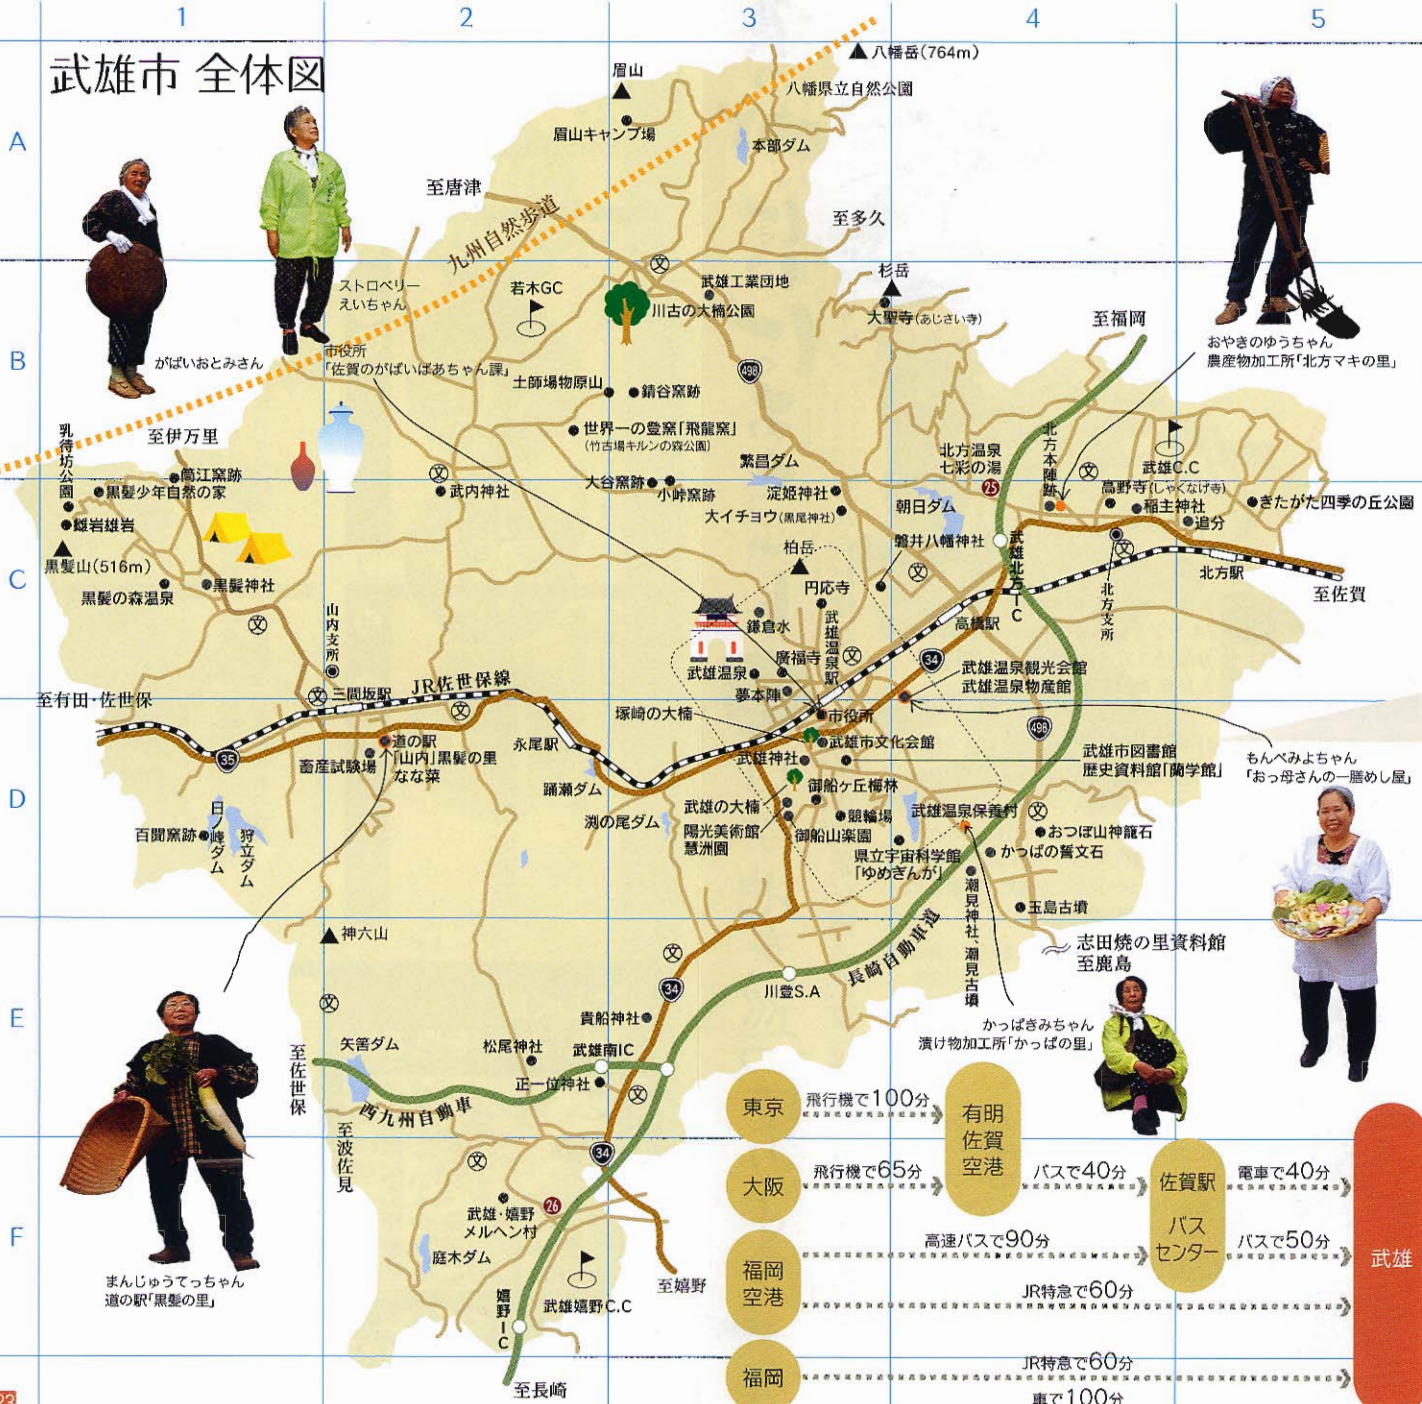 1
2
3
4
5
A
B
C
D
E
F
武雄市 全体図
八幡岳(764m)
八幡県立自然公園
眉山
眉山キャンプ場
本部ダム
至唐津
九州自然歩道
至多久
杉岳
大聖寺(あじさい寺)
武雄工業団地
川古の大楠公園
若木GC
ストロベリー
えいちゃん
がばいおとみさん
市役所
「佐賀のがばいばあちゃん課」
至福岡
おやきのゆうちゃん
農産物加工所「北方マキの里」
498
土師場物原山
錆谷窯跡
世界一の登窯「飛龍窯」
(竹古場キルンの森公園)
至伊万里
乳待坊公園
筒江窯跡
黒髪少年自然の家
雌岩雄岩
黒髪山(516m)
黒髪の森温泉
黒髪神社
文
武内神社
大谷窯跡
小峠窯跡
繁昌ダム
淀姫神社
大イチョウ(黒尾神社)
北方温泉
七彩の湯
25
北方本陣跡
武雄C.C
高野寺(しゃくなげ寺)
稲主神社
追分
きたがた四季の丘公園
朝日ダム
磐井八幡神社
武雄北方IC
北方駅
北方支所
至佐賀
柏岳
円応寺
鎌倉水
武雄温泉駅
廣福寺
武雄温泉
夢本陣
高橋駅
34
武雄温泉観光会館
武雄温泉物産館
山内支所
三間坂駅
JR佐世保線
至有田・佐世保
35
道の駅
「山内」黒髪の里
なな菜
畜産試験場
永尾駅
踊瀬ダム
渕の尾ダム
塚崎の大楠
市役所
武雄市文化会館
武雄神社
御船ヶ丘梅林
武雄の大楠
陽光美術館
慧洲園
競輪場
御船山楽園
武雄温泉保養村
県立宇宙科学館
「ゆめぎんが」
498
武雄市図書館
歴史資料館「蘭学館」
もんぺみよちゃん
「おっ母さんの一膳めし屋」
おつぼ山神籠石
かっぱの誓文石
玉島古墳
潮見神社、潮見古墳
志田焼の里資料館
至鹿島
百間窯跡
日ノ峰ダム
狩立ダム
神六山
長崎自動車道
川登S.A
34
貴船神社
松尾神社
武雄南IC
正一位神社
矢筈ダム
至佐世保
西九州自動車
至波佐見
かっぱきみちゃん
漬け物加工所「かっぱの里」
34
武雄・嬉野
メルヘン村
26
庭木ダム
武雄嬉野C.C
嬉野IC
至嬉野
至長崎
まんじゅうてっちゃん
道の駅「黒髪の里」
東京
飛行機で100分
有明
佐賀
空港
大阪
飛行機で65分
バスで40分
佐賀駅
バス
センター
電車で40分
福岡
空港
高速バスで90分
バスで50分
JR特急で60分
武雄
福岡
JR特急で60分
車で100分
23